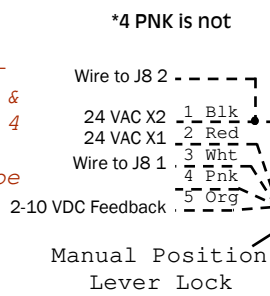 *4 PNK is not
&
4
Wire to J8 2
24 VAC X2 1 Blk
24 VAC X1 2 Red
Wire to J8 1 3 Wht
4 Pnk
2-10 VDC Feedback 5 Org
Manual Position
Lever Lock